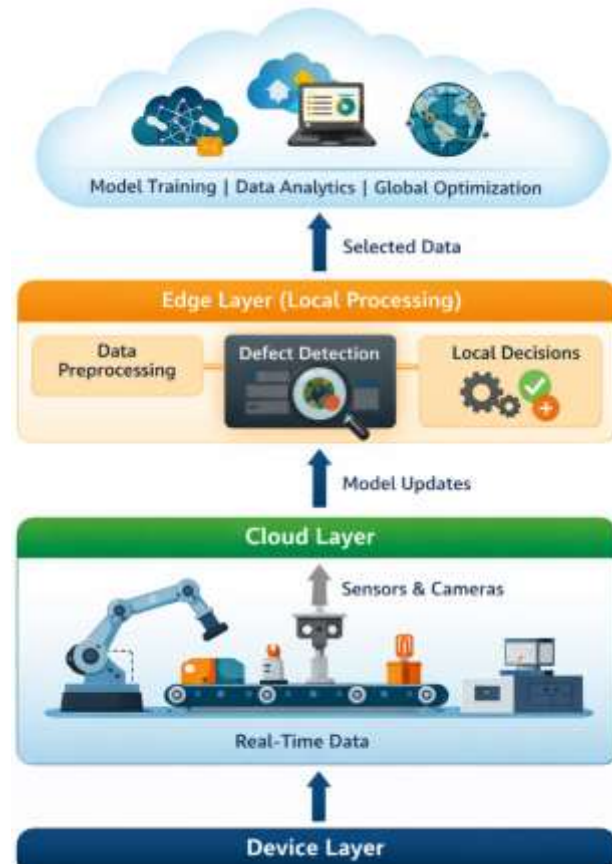 Model Training | Data Analytics | Global Optimization
Selected Data
Edge Layer (Local Processing)
Data
Preprocessing
Defect Detection
Local Decisions
Model Updates
Cloud Layer
Sensors & Cameras
Real-Time Data
Device Layer